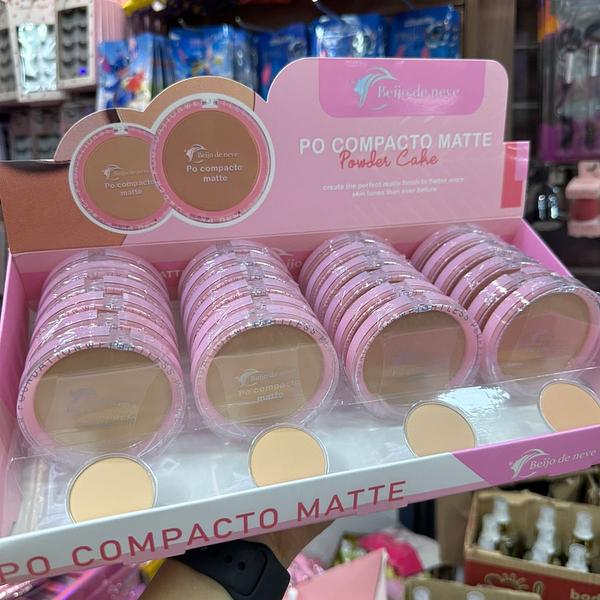 Beijo de neve
PO COMPACTO MATTE
Powder Cake
create the perfect matte finish to flatter more
skin tones than ever before
Beijo de neve
Po compacto
matte
Beijo de neve
Po compacto
matte
MATTE
Beijo
Beijo de neve
Po compacto
matte
Beijo de neve
PO COMPACTO MATTE